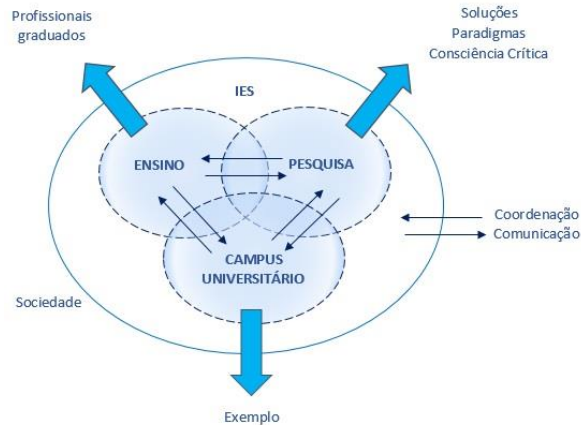 Profissionais
graduados
Soluções
Paradigmas
Consciência Crítica
IES
ENSINO
PESQUISA
CAMPUS
UNIVERSITÁRIO
Coordenação
Comunicação
Sociedade
Exemplo